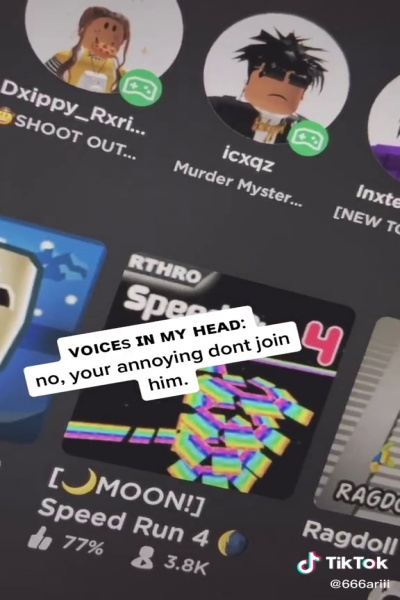 Dxippy_Rxri...
SHOOT OUT...
icxqz
Murder Myster...
Inxte
[NEW TO
RTHRO
Speed
4
VOICES IN MY HEAD:
no, your annoying dont join
him.
[🌙MOON!]
Speed Run 4 🌗
77%
3.8K
RAGDO
Ragdoll
TikTok
@666ariii